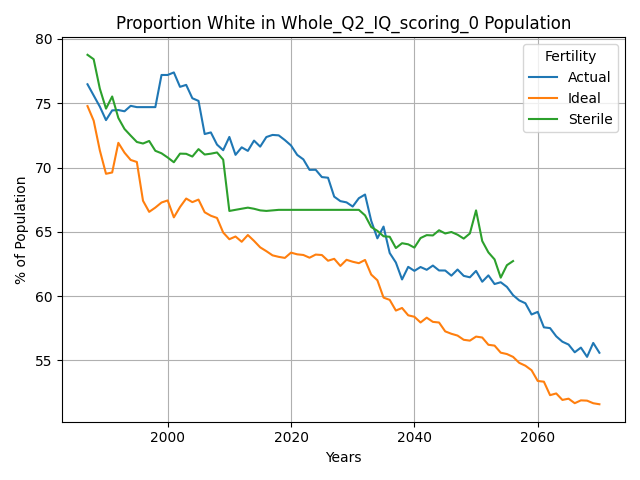 Proportion White in Whole_Q2_IQ_scoring_0 Population
80
75
70
65
60
55
% of Population
Fertility
Actual
Ideal
Sterile
2000
2020
2040
2060
Years